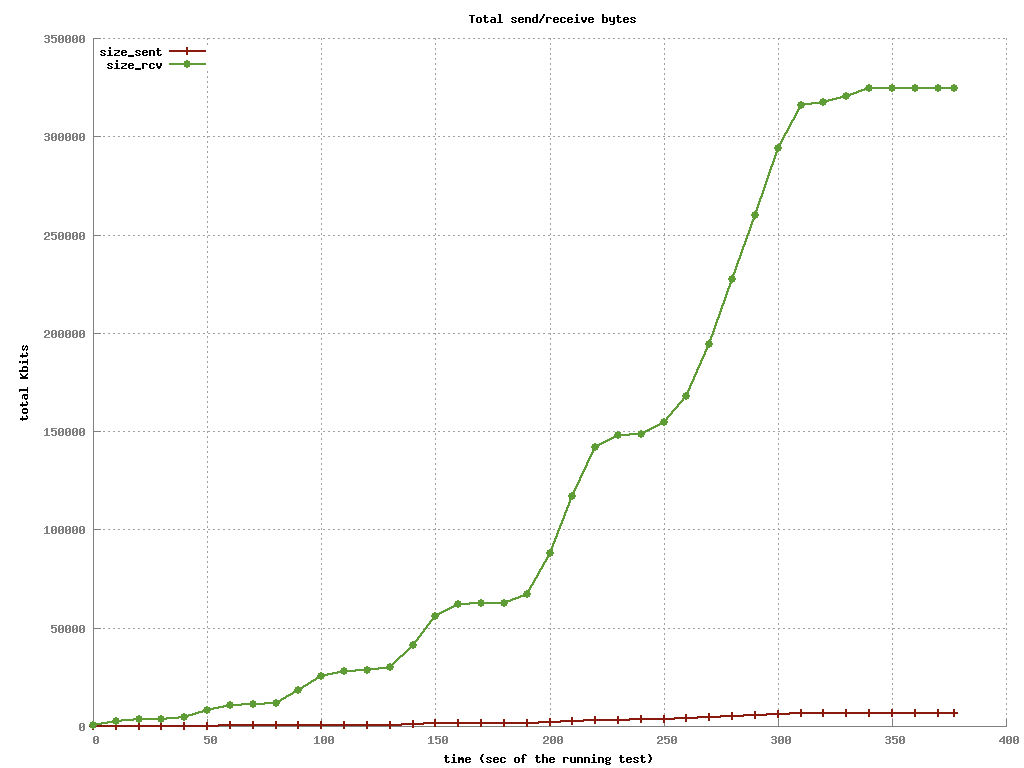 Total send/receive bytes
350000
300000
250000
200000
150000
100000
50000
0
size_sent
size_rcv
total Kbits
0 50 100 150 200 250 300 350 400
time (sec of the running test)